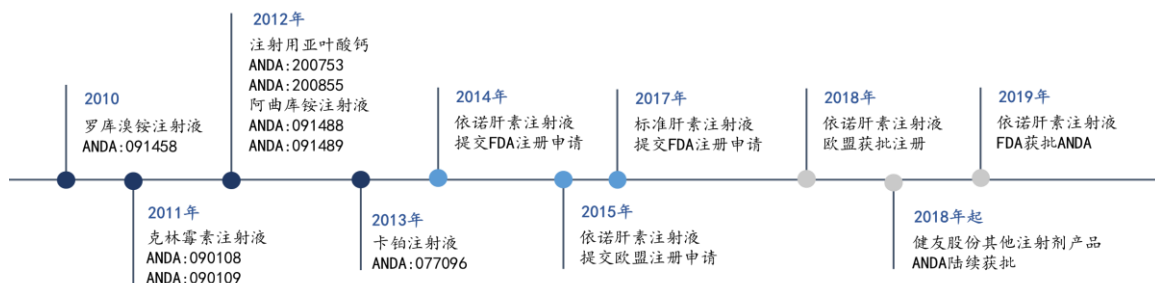 2010
罗库溴铵注射液
ANDA:091458
2011年
克林霉素注射液
ANDA:090108
ANDA:090109
2012年
注射用亚叶酸钙
ANDA:200753
ANDA:200855
阿曲库铵注射液
ANDA:091488
ANDA:091489
2013年
卡铂注射液
ANDA:077096
2014年
依诺肝素注射液
提交FDA注册申请
2015年
依诺肝素注射液
提交欧盟注册申请
2017年
标准肝素注射液
提交FDA注册申请
2018年
依诺肝素注射液
欧盟获批注册
2018年起
健友股份其他注射剂产品
ANDA陆续获批
2019年
依诺肝素注射液
FDA获批ANDA